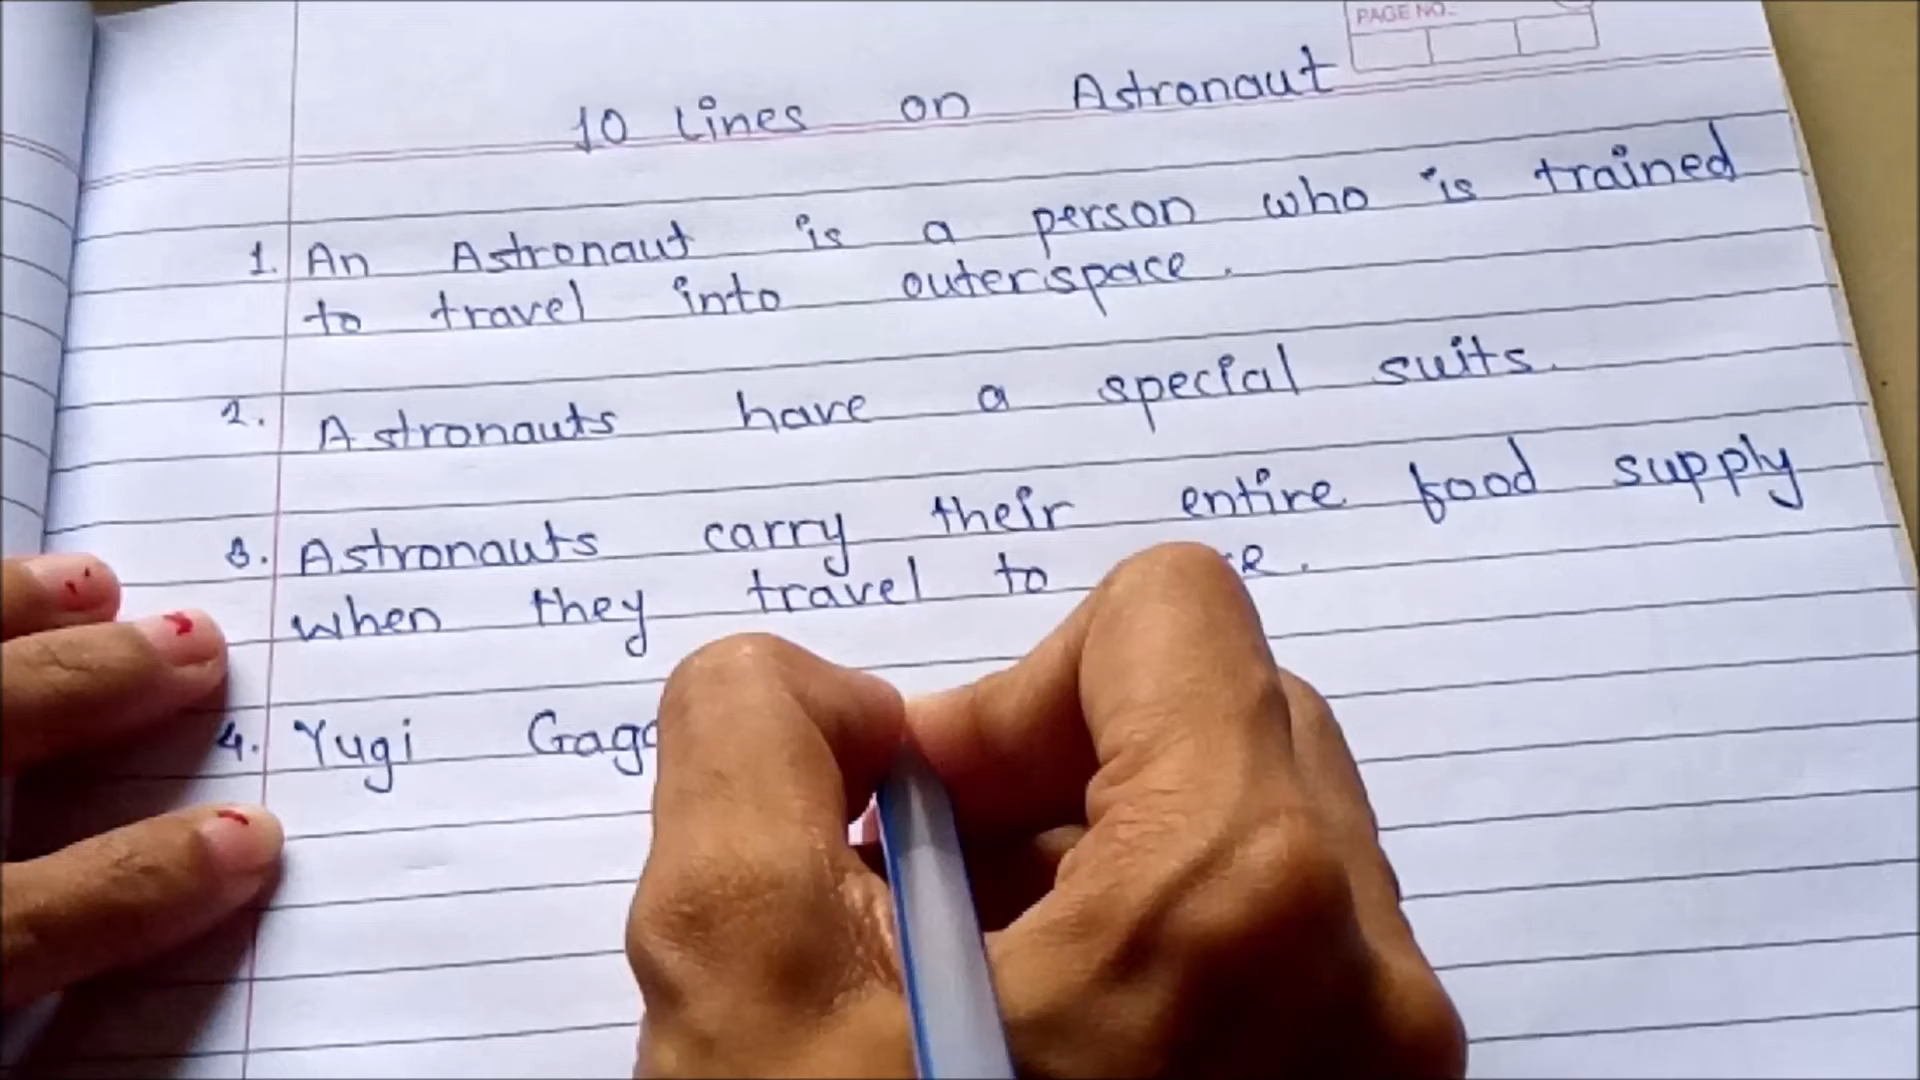 PAGE NO.
10 Lines on Astronaut
1. An Astronaut is a person who is trained
to travel into outerspace.
2. Astronauts have a special suits.
3. Astronauts carry their entire food supply
when they travel to
4. Yugi